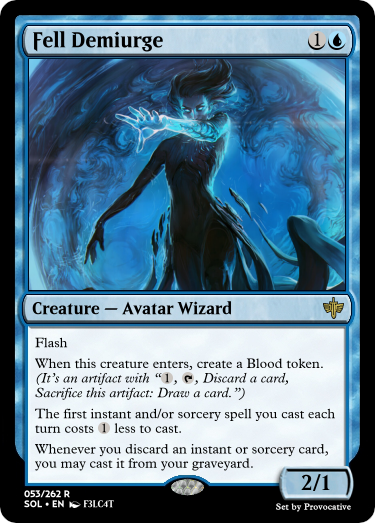 Fell Demiurge 1
Creature — Avatar Wizard
Flash
When this creature enters, create a Blood token.
(It's an artifact with “1, , Discard a card,
Sacrifice this artifact: Draw a card.”)
The first instant and/or sorcery spell you cast each
turn costs 1 less to cast.
Whenever you discard an instant or sorcery card,
you may cast it from your graveyard.
2/1
053/262 R
SOL • EN F3LC4T
Set by Provocative